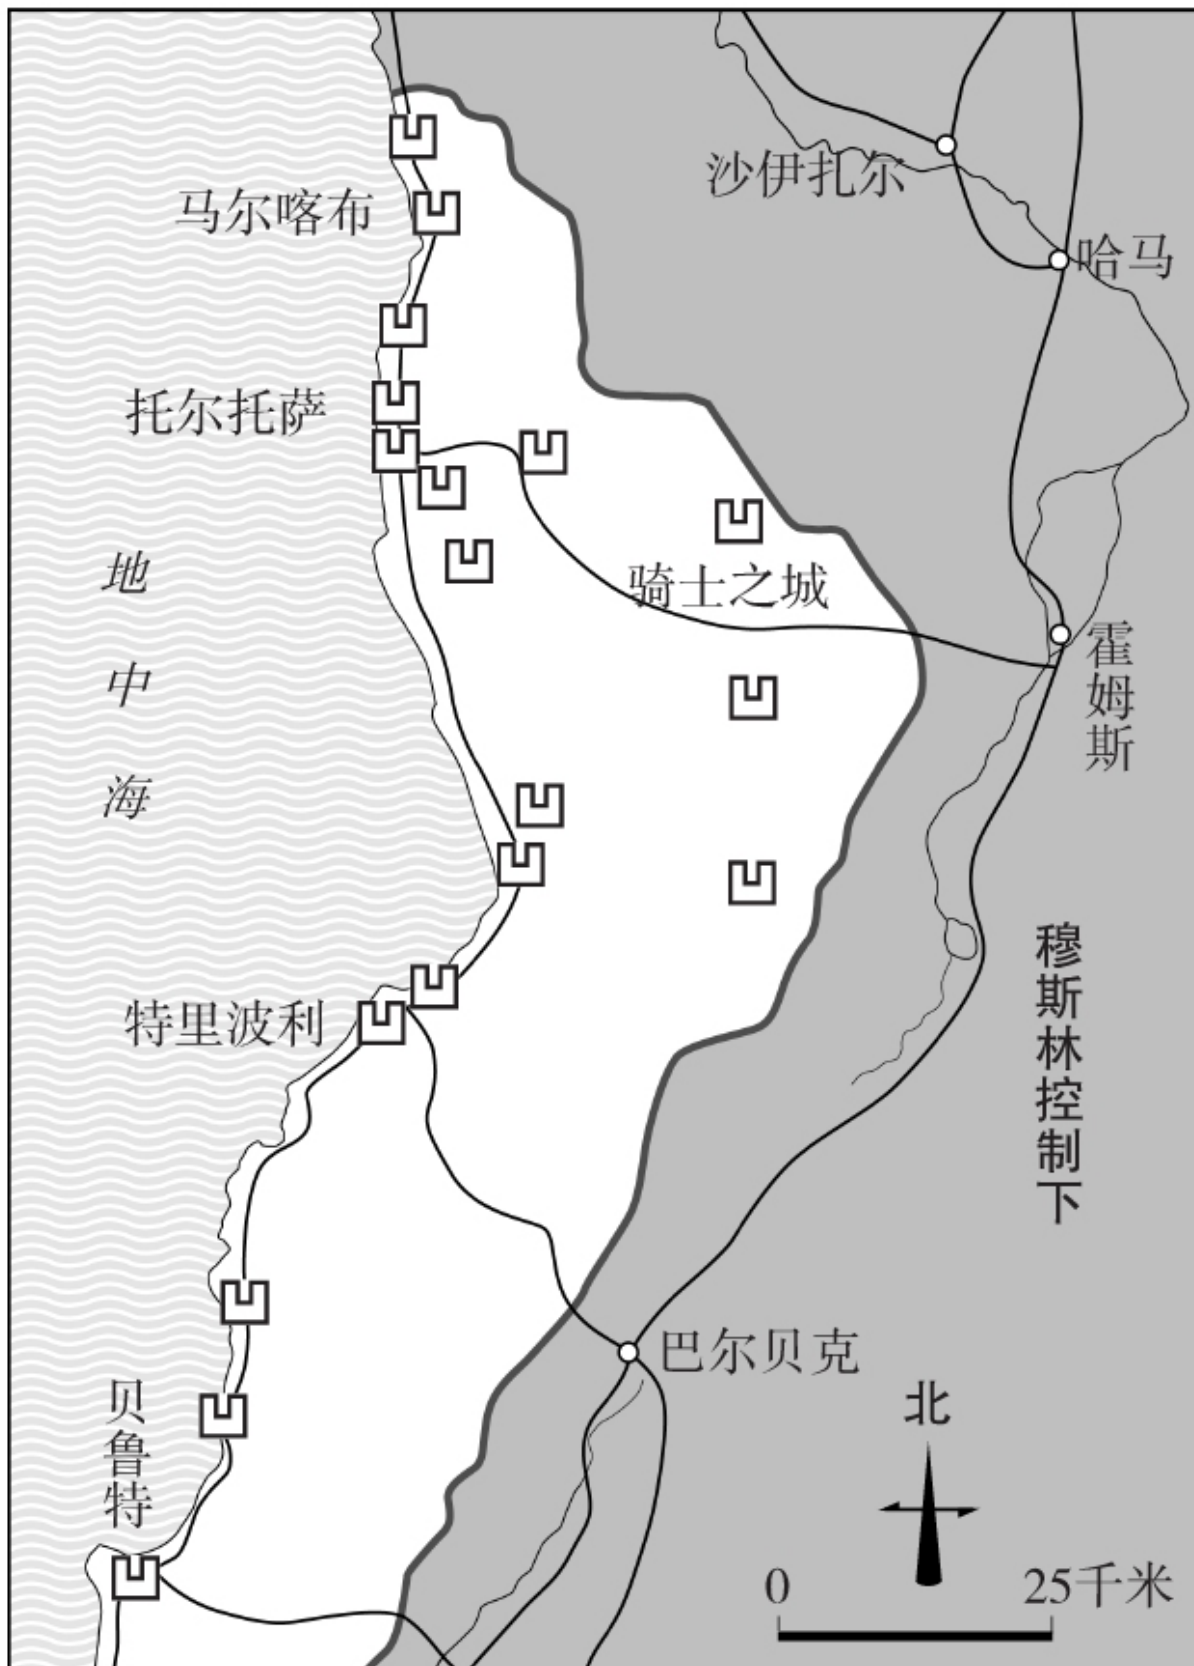 沙伊扎尔
马尔喀布
哈马
托尔托萨
地中海
骑士之城
霍姆斯
穆斯林控制下
特里波利
巴尔贝克
贝鲁特
北
0 25千米